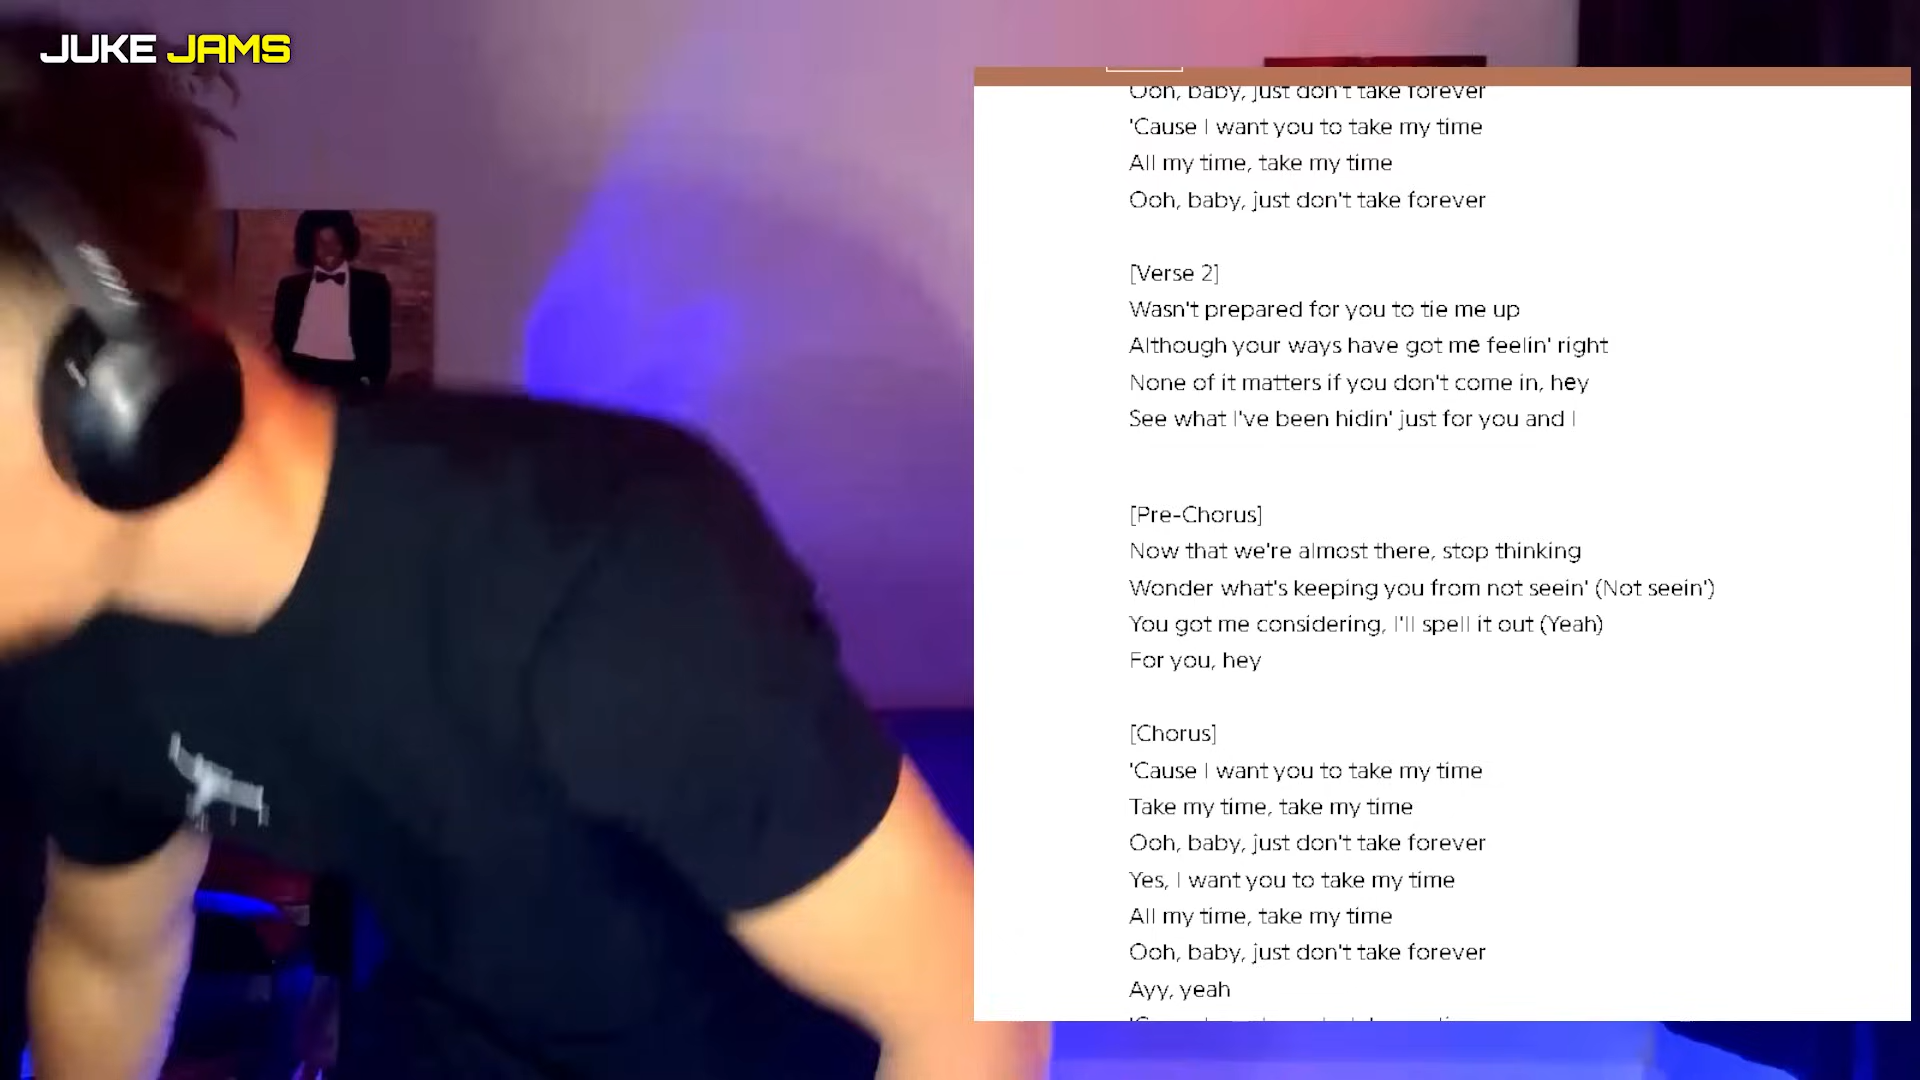 JUKE JAMS
Ooh, baby, just don't take forever
'Cause I want you to take my time
All my time, take my time
Ooh, baby, just don't take forever
[Verse 2]
Wasn't prepared for you to tie me up
Although your ways have got me feelin' right
None of it matters if you don't come in, hey
See what I've been hidin' just for you and I
[Pre-Chorus]
Now that we're almost there, stop thinking
Wonder what's keeping you from not seein' (Not seein')
You got me considering, I'll spell it out (Yeah)
For you, hey
[Chorus]
'Cause I want you to take my time
Take my time, take my time
Ooh, baby, just don't take forever
Yes, I want you to take my time
All my time, take my time
Ooh, baby, just don't take forever
Ayy, yeah